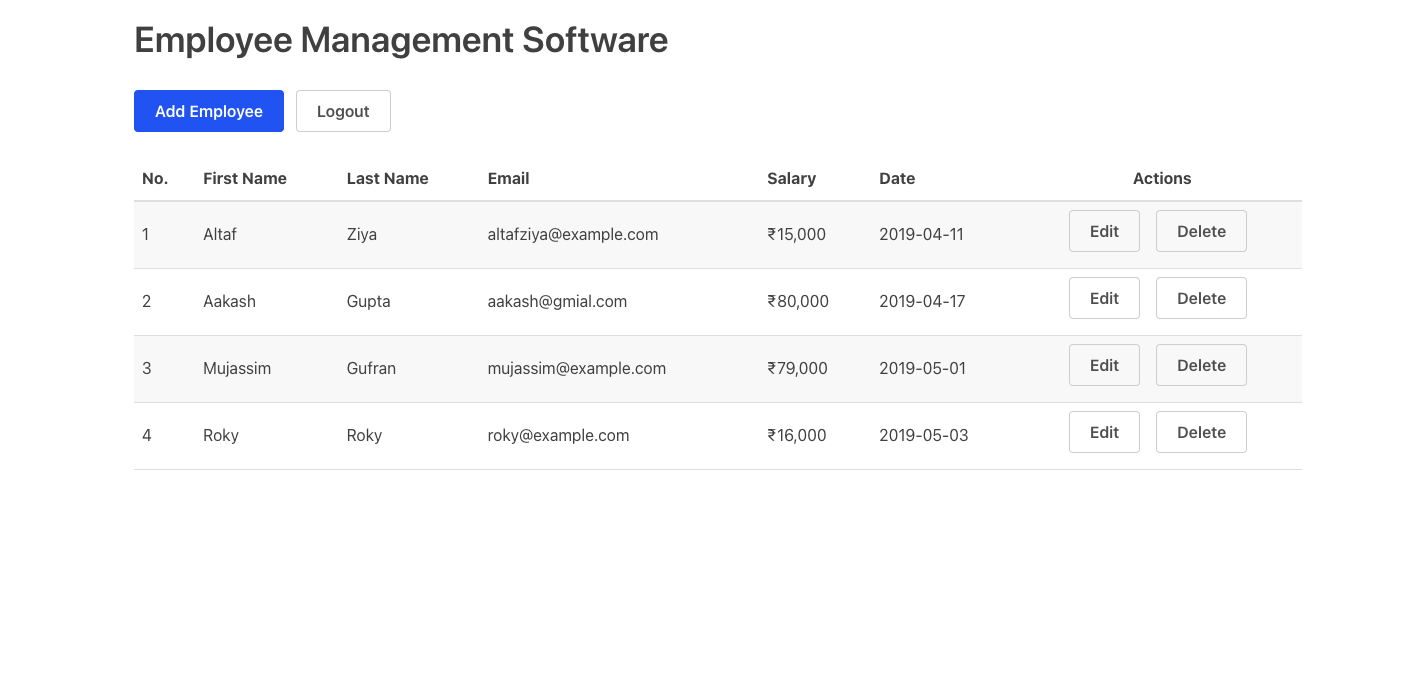 Employee Management Software
Add Employee Logout
No. First Name Last Name Email Salary Date Actions
1 Altaf Ziya altafziya@example.com ₹15,000 2019-04-11 Edit Delete
2 Aakash Gupta aakash@gmial.com ₹80,000 2019-04-17 Edit Delete
3 Mujassim Gufran mujassim@example.com ₹79,000 2019-05-01 Edit Delete
4 Roky Roky roky@example.com ₹16,000 2019-05-03 Edit Delete